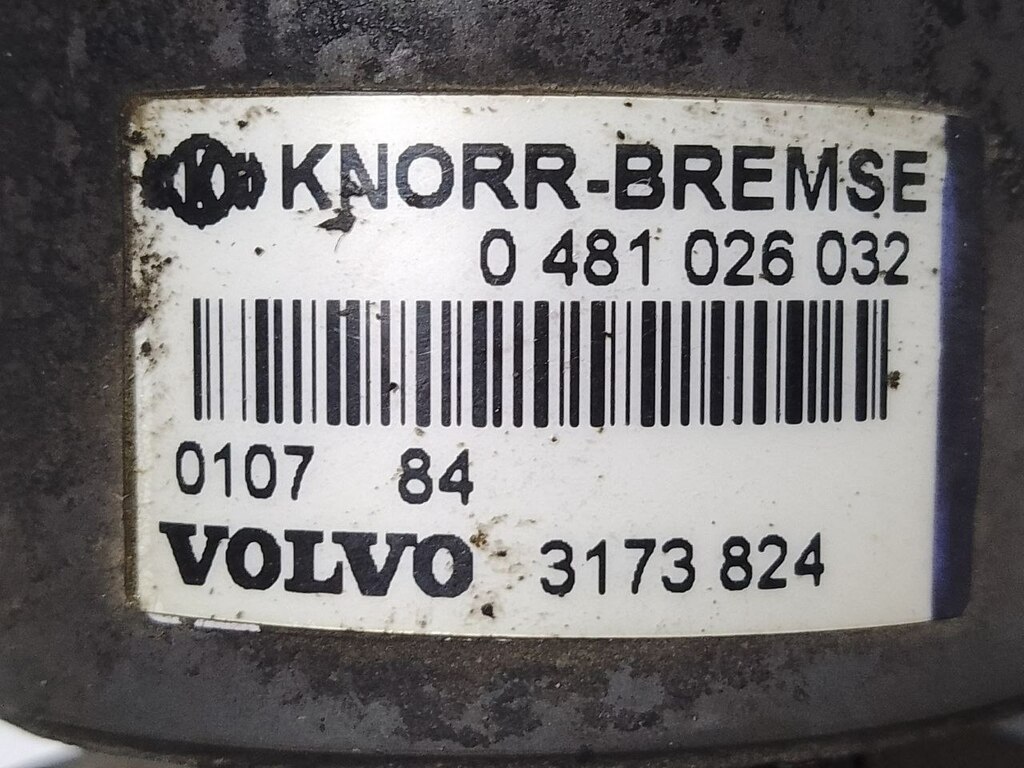 KNORR-BREMSE
0 481 026 032
0107 84
VOLVO 3173 824